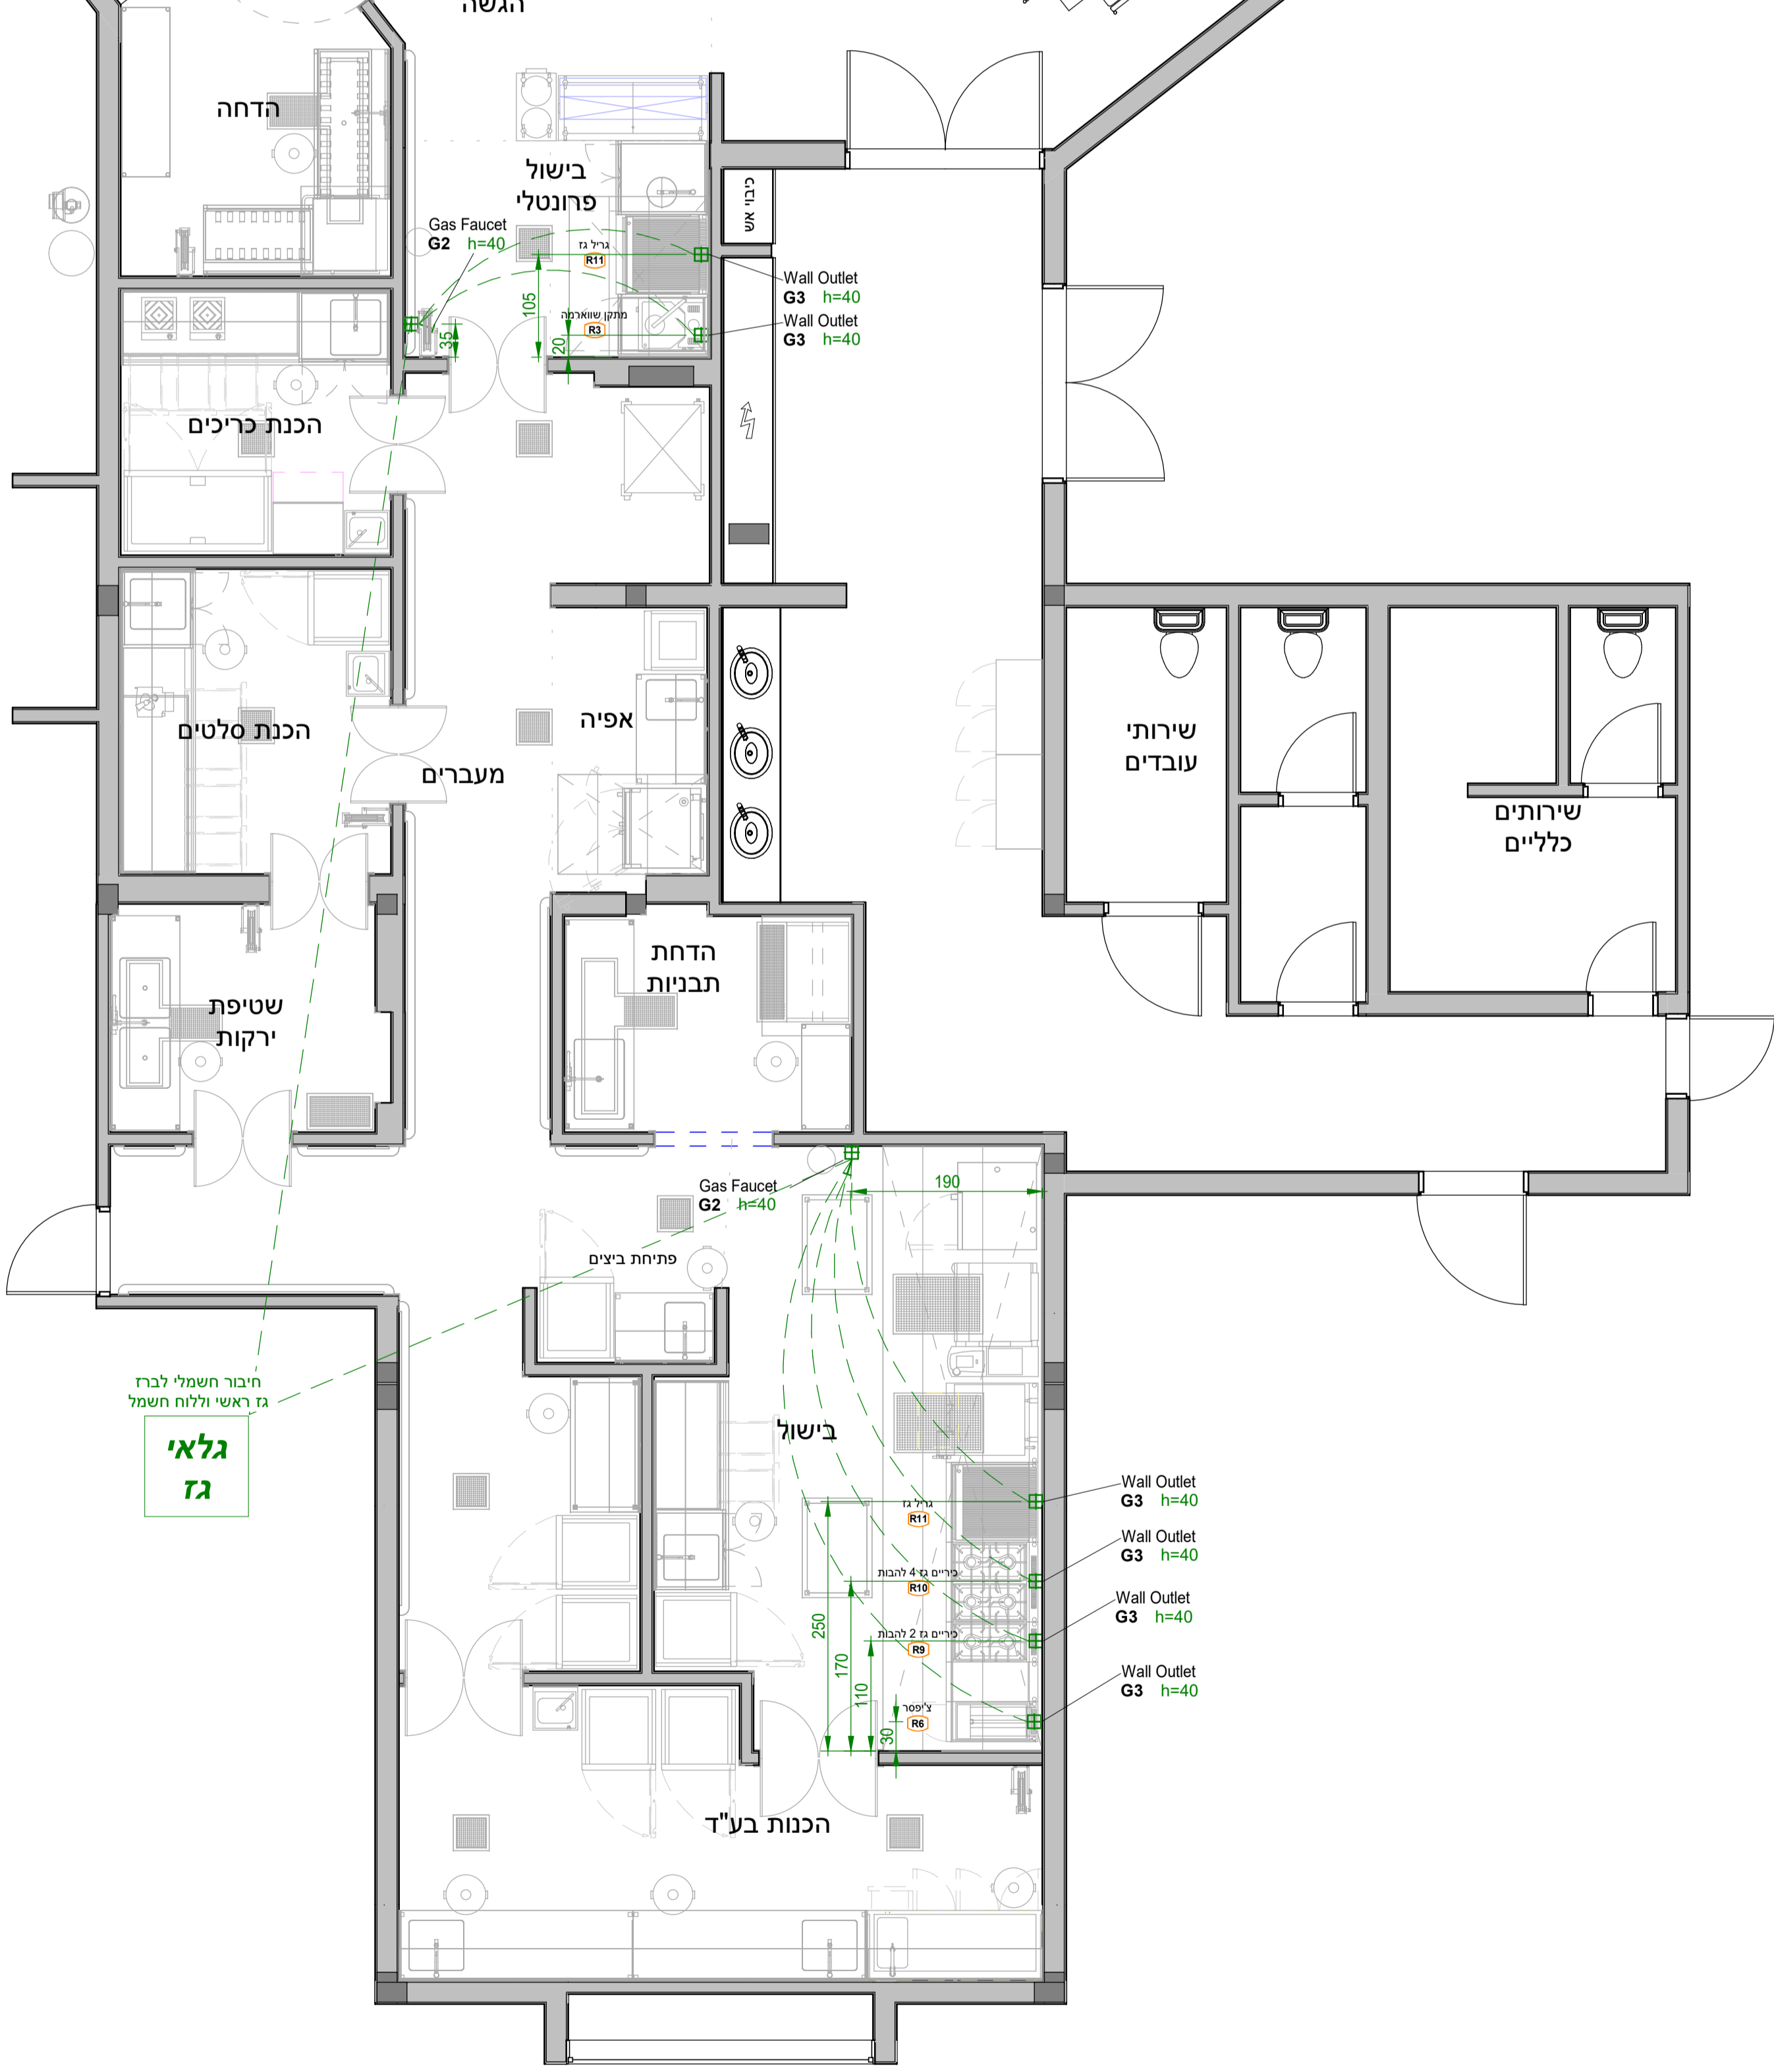 הגשה
הדחה
בישול
פרונטלי
כיבוי אש
Gas Faucet
G2 h=40
גריל גז
R11
105
35
מתקן שווארמה
R3
20
Wall Outlet
G3 h=40
Wall Outlet
G3 h=40
הכנת כריכים
הכנת סלטים
אפיה
מעברים
שירותי
עובדים
שירותים
כלליים
הדחת
תבניות
שטיפת
ירקות
Gas Faucet
G2 h=40
190
פתיחת ביצים
חיבור חשמלי לברז
גז ראשי וללוח חשמל
גלאי
גז
בישול
גריל גז
R11
Wall Outlet
G3 h=40
כיריים גז 4 להבות
R10
Wall Outlet
G3 h=40
כיריים גז 2 להבות
R9
Wall Outlet
G3 h=40
צ'יפסר
R6
Wall Outlet
G3 h=40
250
170
110
30
הכנות בע"ד